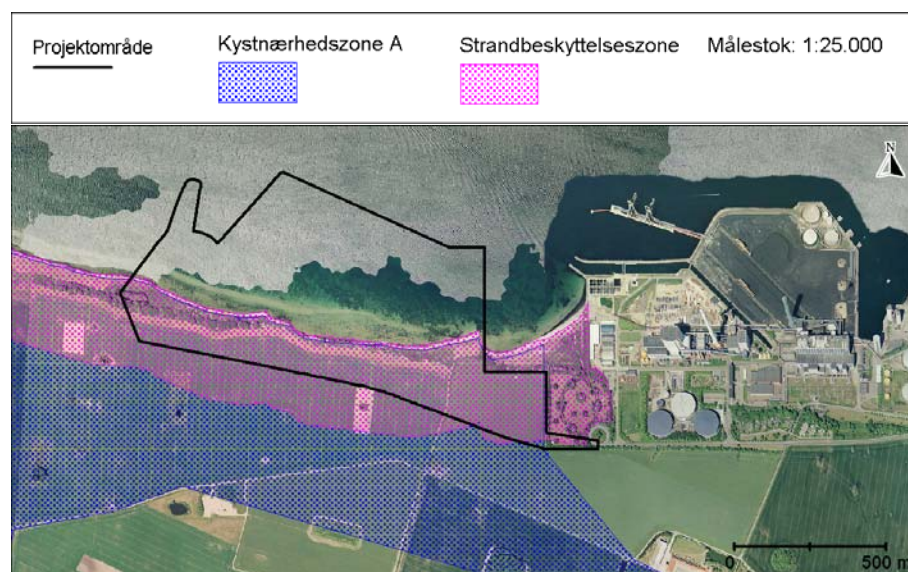 Projektområde Kystnærhedszone A Strandbeskyttelseszone Målestok: 1:25.000
N
0 500 m